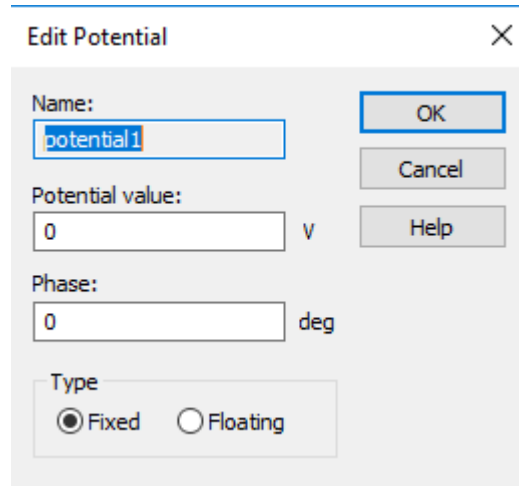 Edit Potential
Name:
potential1
OK
Cancel
Potential value:
0 V
Help
Phase:
0 deg
Type
Fixed Floating